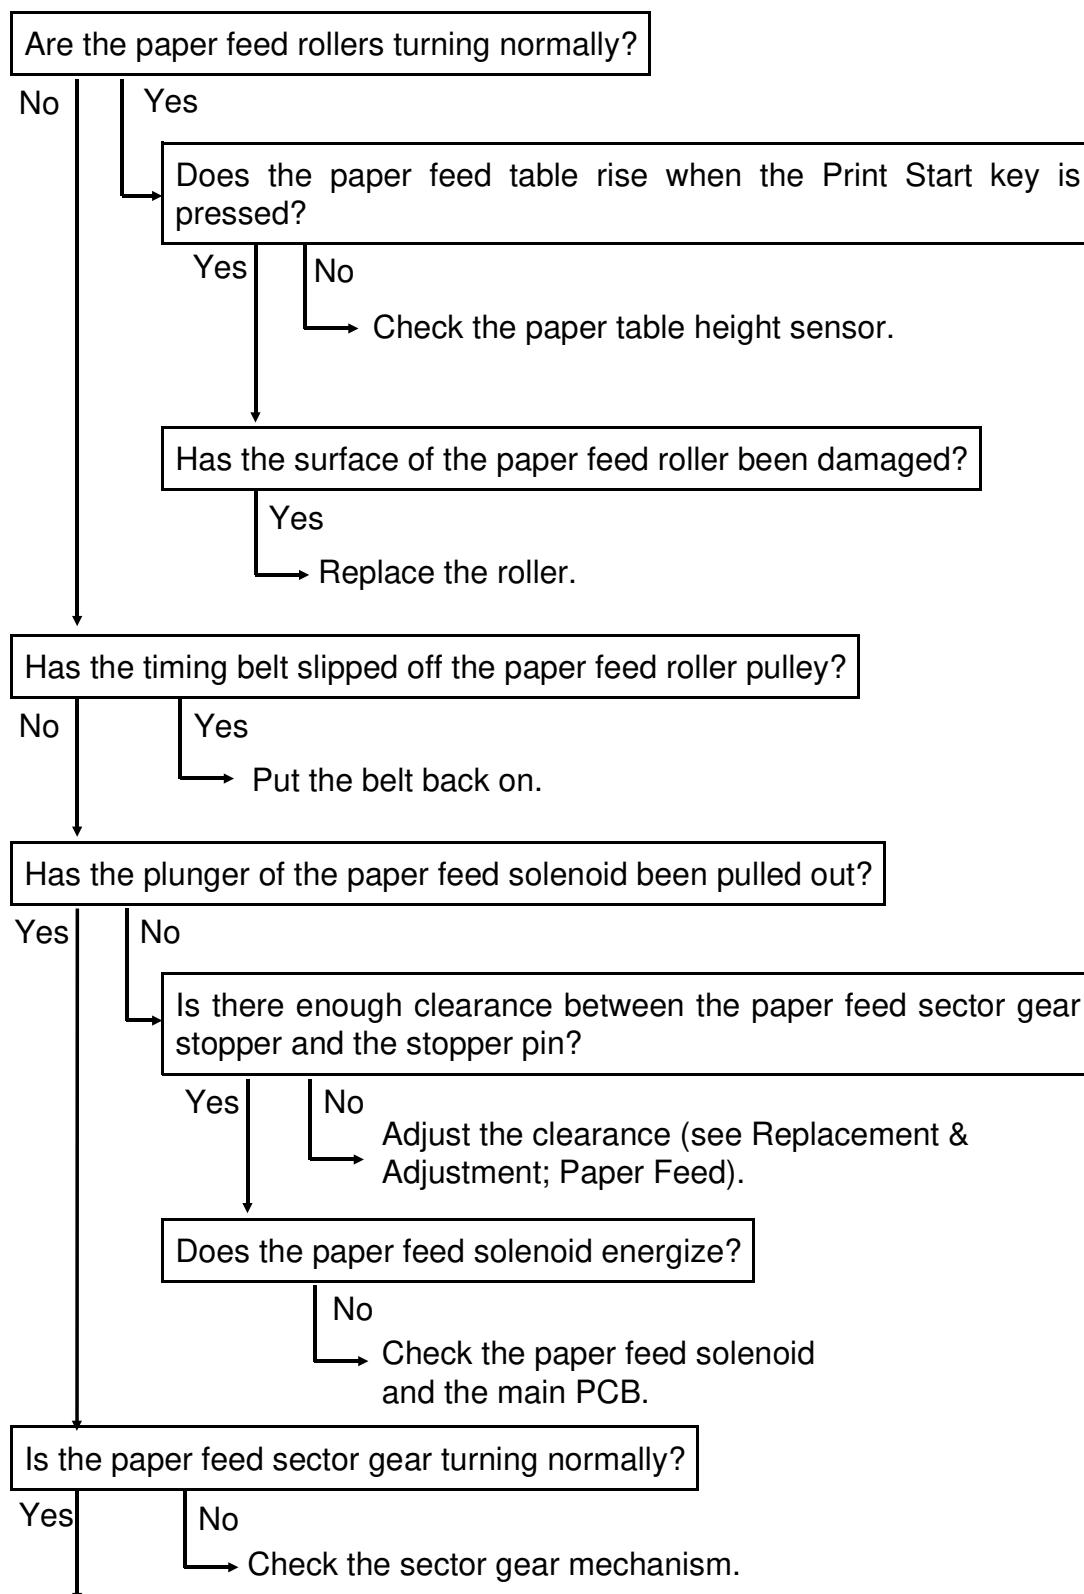 Are the paper feed rollers turning normally?
No
Yes
Does the paper feed table rise when the Print Start key is
pressed?
Yes
No
Check the paper table height sensor.
Has the surface of the paper feed roller been damaged?
Yes
Replace the roller.
Has the timing belt slipped off the paper feed roller pulley?
No
Yes
Put the belt back on.
Has the plunger of the paper feed solenoid been pulled out?
Yes
No
Is there enough clearance between the paper feed sector gear
stopper and the stopper pin?
Yes
No
Adjust the clearance (see Replacement &
Adjustment; Paper Feed).
Does the paper feed solenoid energize?
No
Check the paper feed solenoid
and the main PCB.
Is the paper feed sector gear turning normally?
Yes
No
Check the sector gear mechanism.